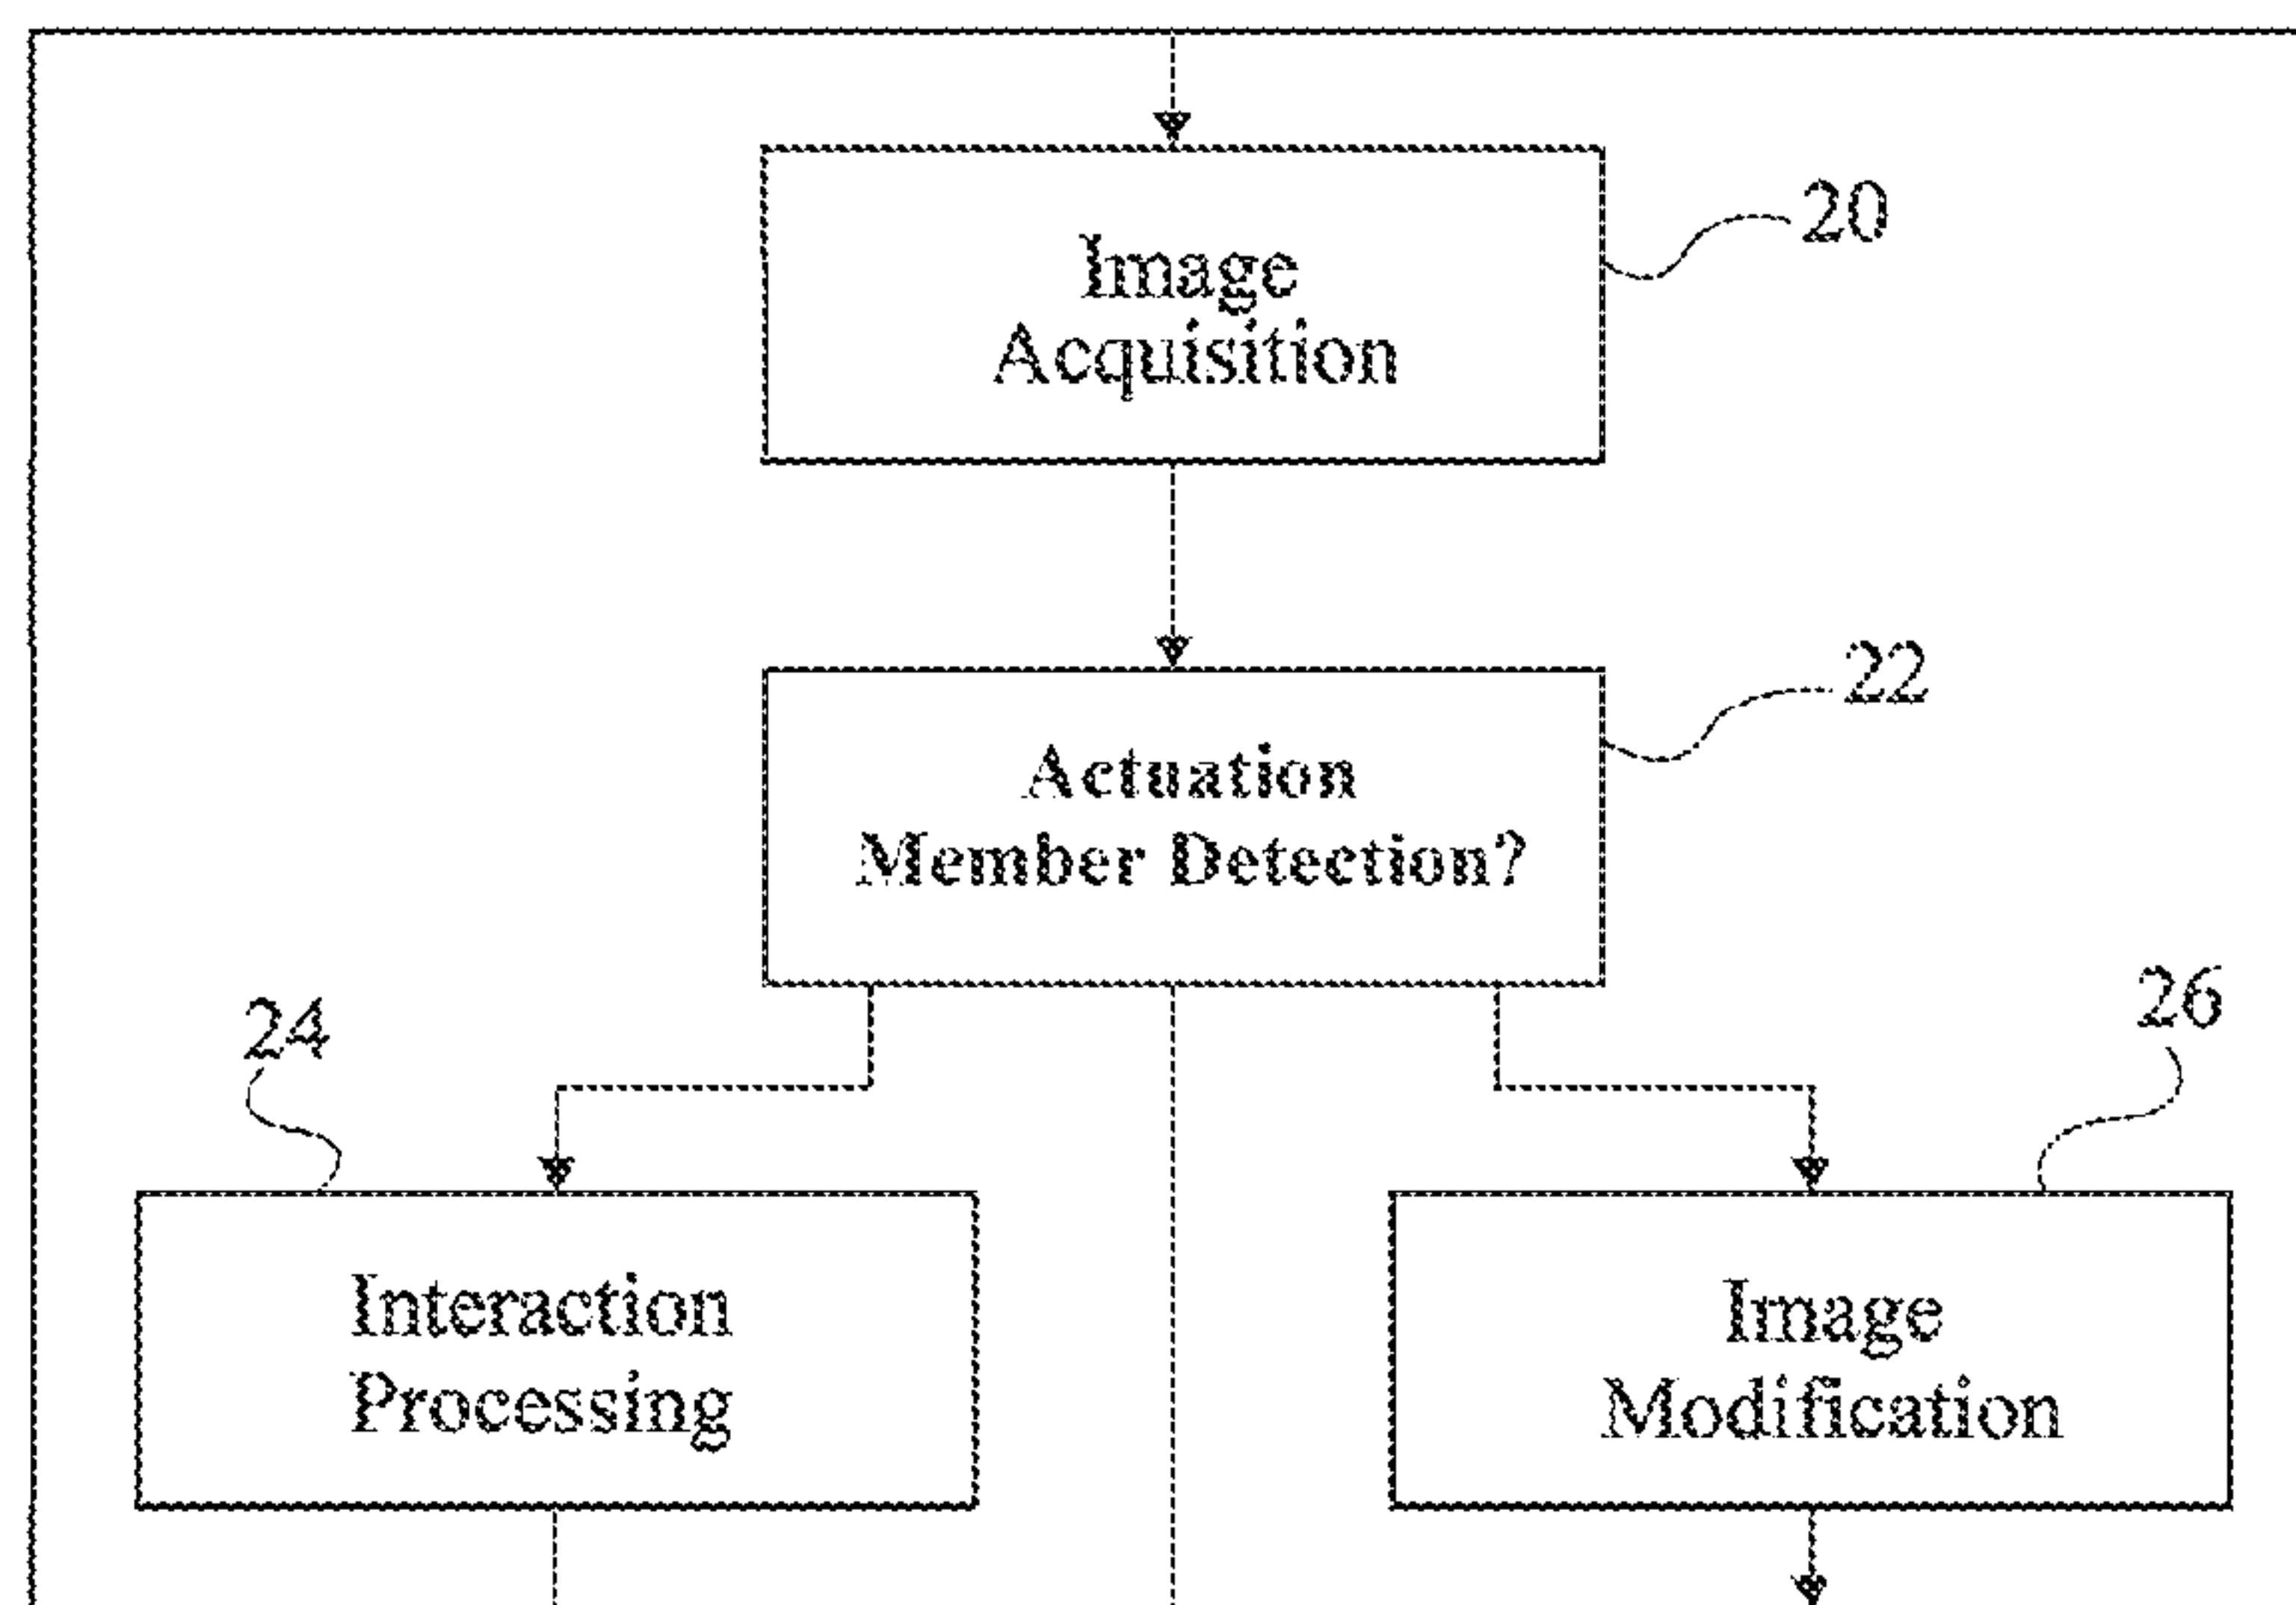 20
Image
Acquisition
22
Actuation
Member Detection?
24
26
Interaction
Processing
Image
Modification